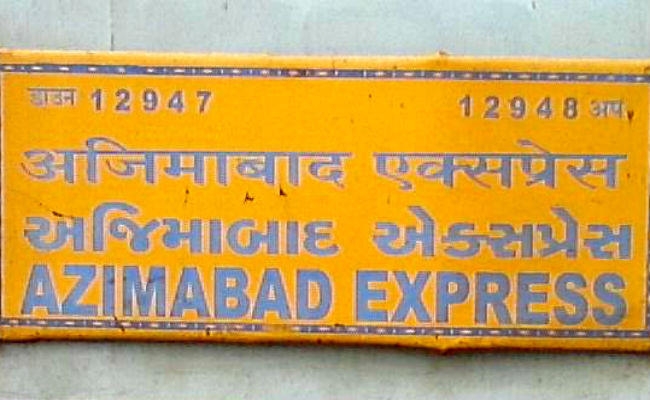 डाउन 12947 12948 अप
अजिमाबाद एक्सप्रेस
અજિમાબાદ એક્સપ્રેસ
AZIMABAD EXPRESS